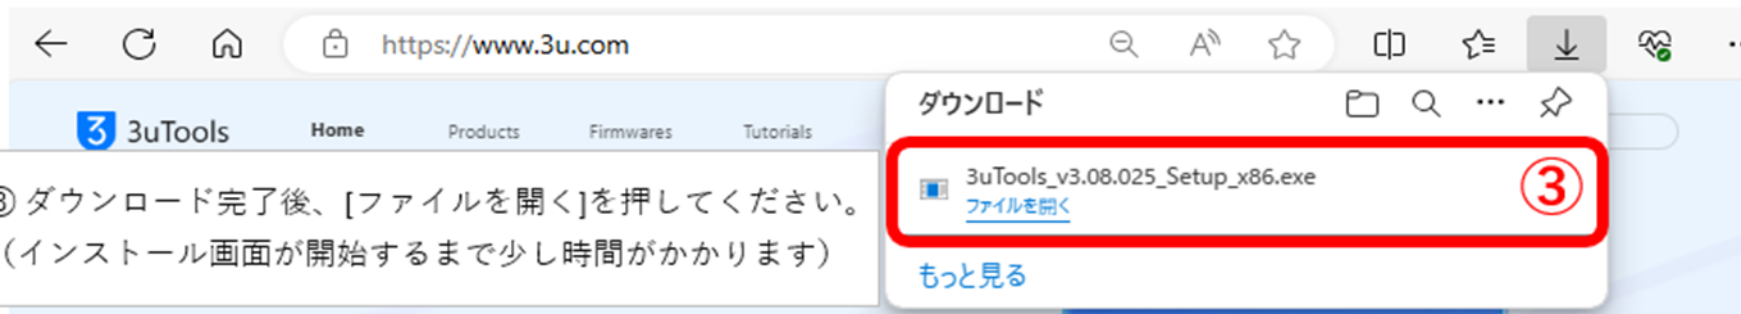 https://www.3u.com
ダウンロード
3uTools
Home
Products
Firmwares
Tutorials
3uTools_v3.08.025_Setup_x86.exe
ファイルを開く
③
もっと見る
③ ダウンロード完了後、[ファイルを開く]を押してください。
（インストール画面が開始するまで少し時間がかかります）